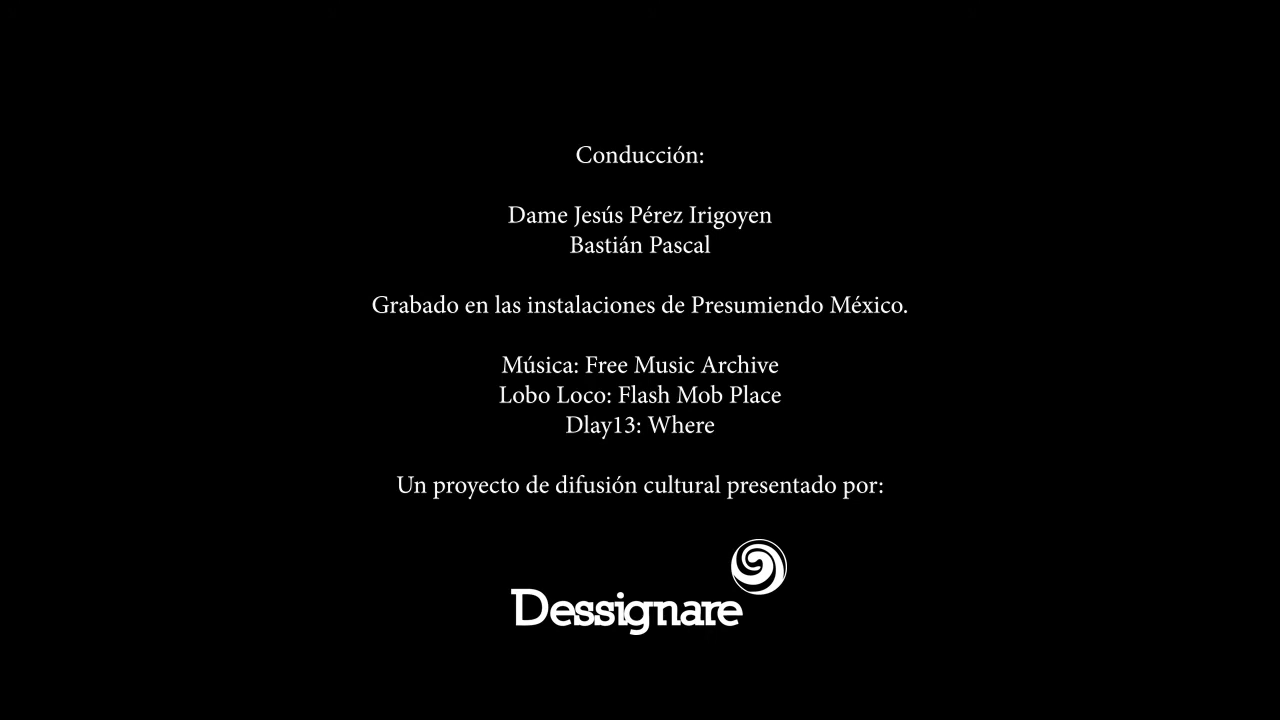 Conducción:
Dame Jesús Pérez Irigoyen
Bastián Pascal
Grabado en las instalaciones de Presumiendo México.
Música: Free Music Archive
Lobo Loco: Flash Mob Place
Dlay13: Where
Un proyecto de difusión cultural presentado por:
Dessignare